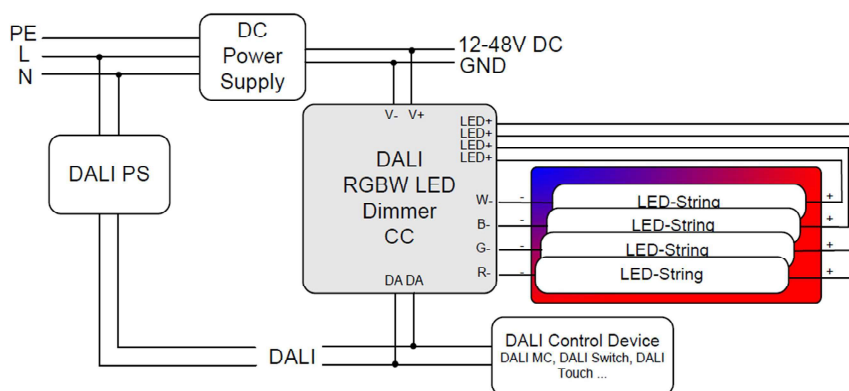 PE
L
N
DC
Power
Supply
12-48V DC
GND
V- V+
LED+
LED+
LED+
LED+
DALI PS
DALI
RGBW LED
Dimmer
CC
W-
B-
G-
R-
-
-
-
-
LED-String
LED-String
LED-String
LED-String
+
+
+
+
DA DA
DALI
DALI Control Device
DALI MC, DALI Switch, DALI
Touch ...